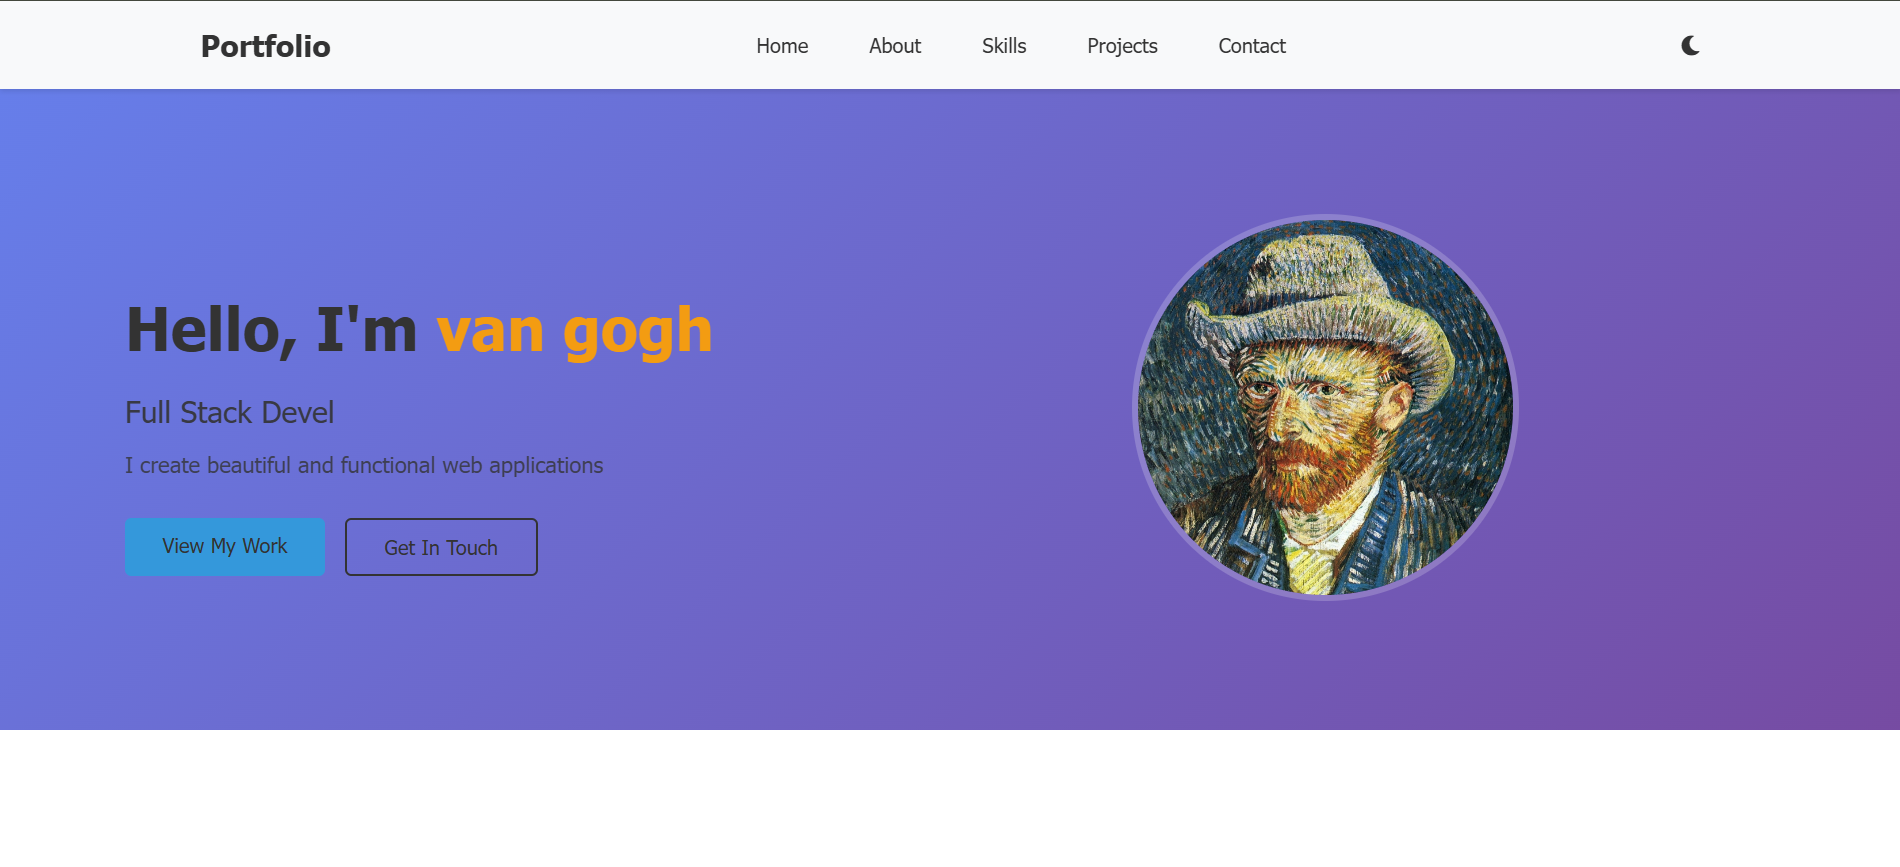 Portfolio
Home About Skills Projects Contact
Hello, I'm van gogh
Full Stack Devel
I create beautiful and functional web applications
View My Work Get In Touch